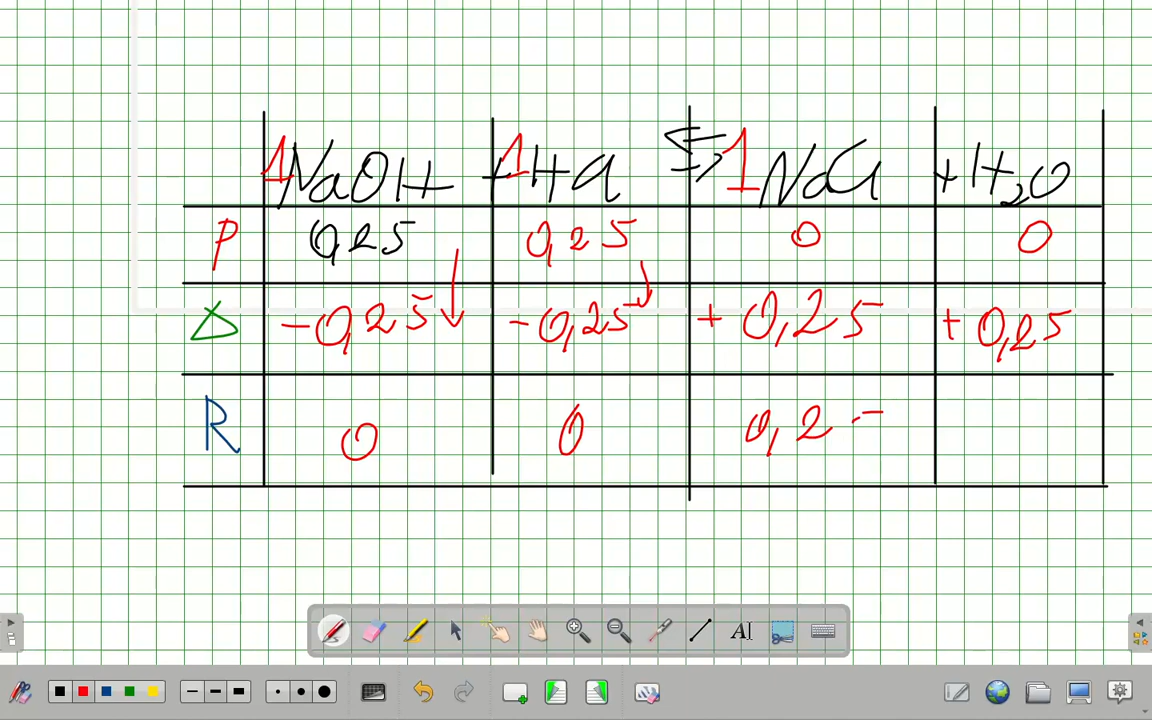 1NaOH + 1HCl ⇆ 1NaCl + H₂O
P 0,25 0,25 0 0
Δ -0,25 -0,25 +0,25 +0,25
R 0 0 0,2